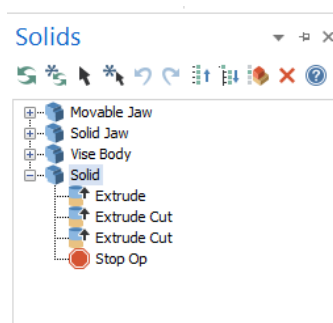 Solids
Movable Jaw
Solid Jaw
Vise Body
Solid
Extrude
Extrude Cut
Extrude Cut
Stop Op